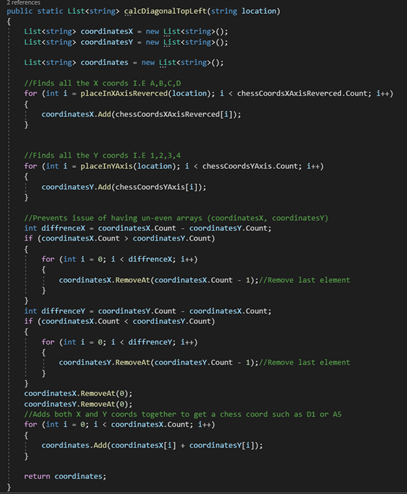 2 references
public static List<string> calcDiagonalTopLeft(string location)
{
List<string> coordinatesX = new List<string>();
List<string> coordinatesY = new List<string>();
List<string> coordinates = new List<string>();
//Finds all the X coords I.E A,B,C,D
for (int i = placeInXAxisReverced(location); i < chessCoordsXAxisReverced.Count; i++)
{
coordinatesX.Add(chessCoordsXAxisReverced[i]);
}
//Finds all the Y coords I.E 1,2,3,4
for (int i = placeInYAxis(location); i < chessCoordsYAxis.Count; i++)
{
coordinatesY.Add(chessCoordsYAxis[i]);
}
//Prevents issue of having un-even arrays (coordinatesX, coordinatesY)
int diffrenceX = coordinatesX.Count - coordinatesY.Count;
if (coordinatesX.Count > coordinatesY.Count)
{
for (int i = 0; i < diffrenceX; i++)
{
coordinatesX.RemoveAt(coordinatesX.Count - 1);//Remove last element
}
}
int diffrenceY = coordinatesY.Count - coordinatesX.Count;
if (coordinatesX.Count < coordinatesY.Count)
{
for (int i = 0; i < diffrenceY; i++)
{
coordinatesY.RemoveAt(coordinatesY.Count - 1);//Remove last element
}
}
coordinatesX.RemoveAt(0);
coordinatesY.RemoveAt(0);
//Adds both X and Y coords together to get a chess coord such as D1 or A5
for (int i = 0; i < coordinatesX.Count; i++)
{
coordinates.Add(coordinatesX[i] + coordinatesY[i]);
}
return coordinates;
}